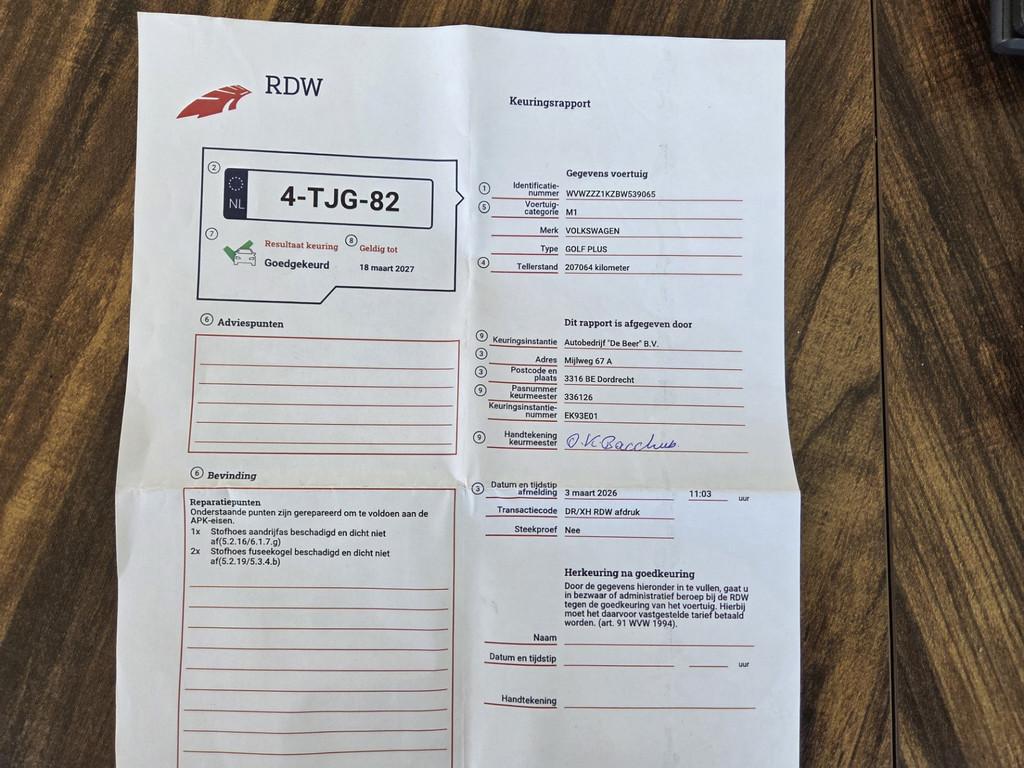 RDW
Keuringsrapport
2
NL
4-TJG-82
7
Resultaat keuring
8
Geldig tot
Goedgekeurd
18 maart 2027
Gegevens voertuig
1 Identificatie-
nummer WVWZZZ1KZBW539065
5 Voertuig-
categorie M1
Merk VOLKSWAGEN
Type GOLF PLUS
4 Tellerstand 207064 kilometer
6 Adviespunten
Dit rapport is afgegeven door
9 Keuringsinstantie Autobedrijf "De Beer" B.V.
3 Adres Mijlweg 67 A
3 Postcode en
plaats 3316 BE Dordrecht
9 Pasnummer
keurmeester 336126
Keuringsinstantie-
nummer EK93E01
9 Handtekening
keurmeester
6 Bevinding
Reparatiepunten
Onderstaande punten zijn gerepareerd om te voldoen aan de
APK-eisen.
1x Stofhoes aandrijfas beschadigd en dicht niet
af(5.2.16/6.1.7.g)
2x Stofhoes fuseekogel beschadigd en dicht niet
af(5.2.19/5.3.4.b)
3 Datum en tijdstip
afmelding 3 maart 2026 11:03 uur
Transactiecode DR/XH RDW afdruk
Steekproef Nee
Herkeuring na goedkeuring
Door de gegevens hieronder in te vullen, gaat u
in bezwaar of administratief beroep bij de RDW
tegen de goedkeuring van het voertuig. Hierbij
moet het daarvoor vastgestelde tarief betaald
worden. (art. 91 WVW 1994).
Naam
Datum en tijdstip uur
Handtekening